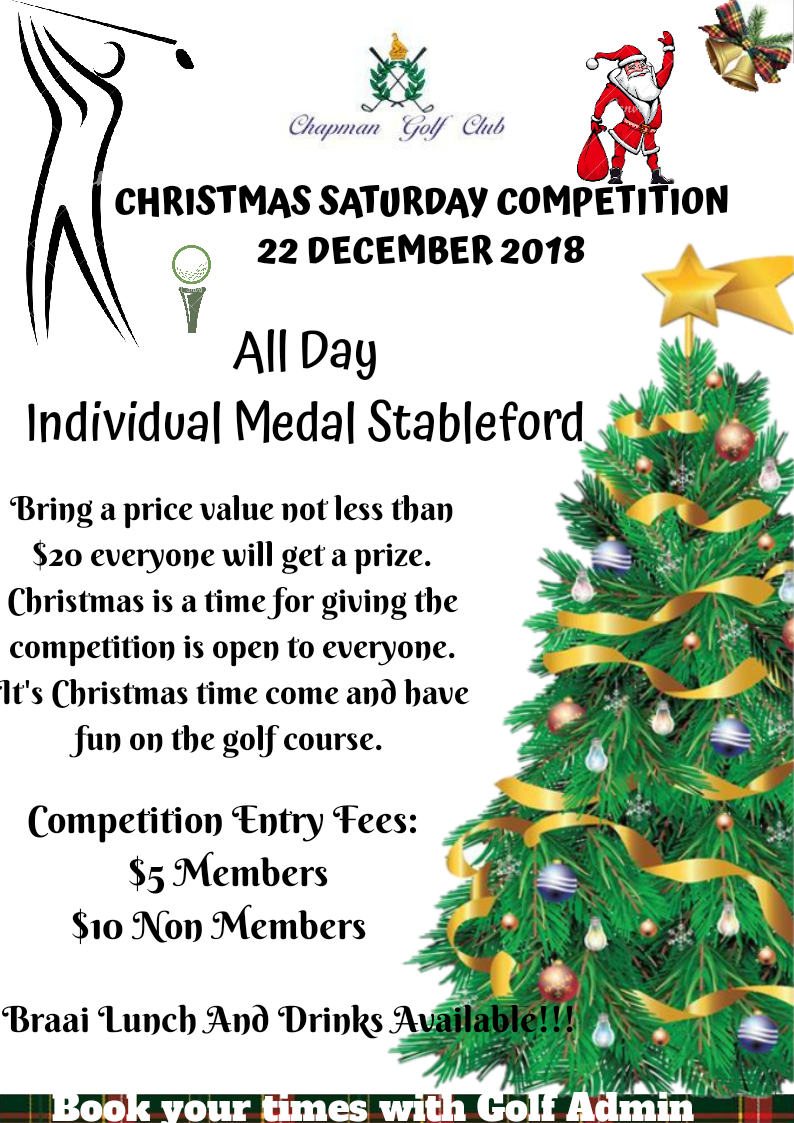 Chapman Golf Club
CHRISTMAS SATURDAY COMPETITION
22 DECEMBER 2018
All Day
Individual Medal Stableford
Bring a price value not less than
$20 everyone will get a prize.
Christmas is a time for giving the
competition is open to everyone.
It's Christmas time come and have
fun on the golf course.
Competition Entry Fees:
$5 Members
$10 Non Members
Braai Lunch And Drinks Available!!!
Book your times with Golf Admin